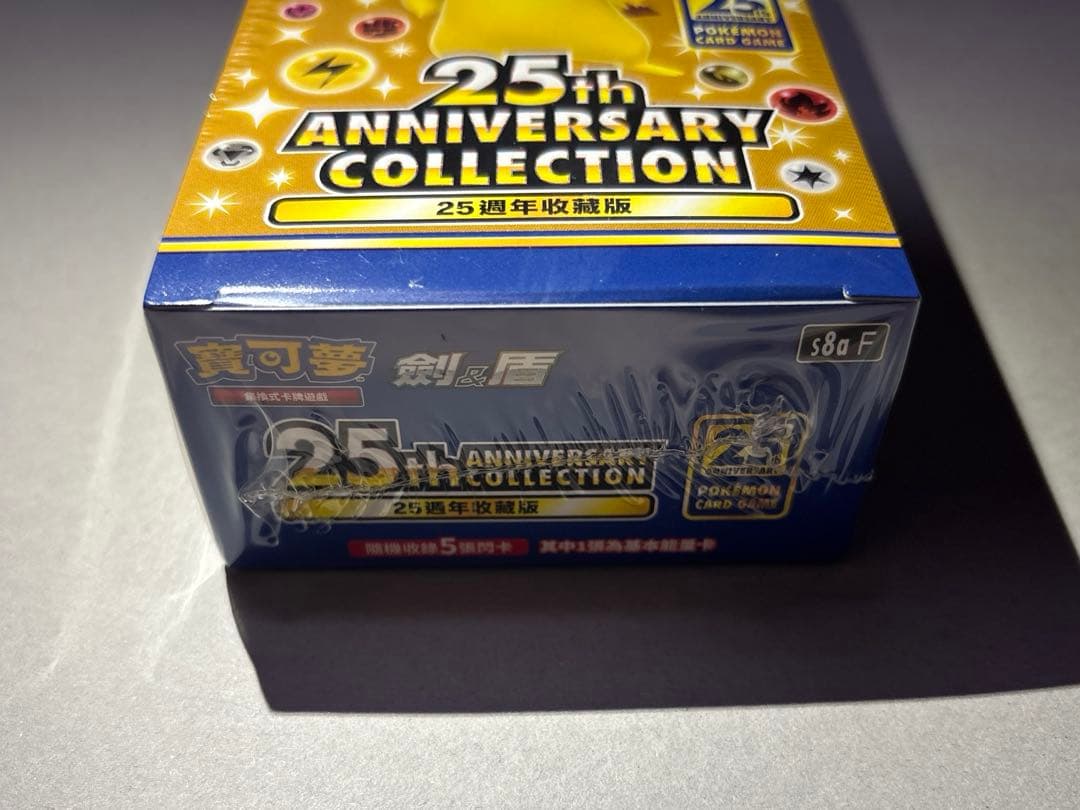 25th
ANNIVERSARY
POKÉMON
CARD GAME
25th
ANNIVERSARY
COLLECTION
25週年收藏版
寶可夢
集換式卡牌遊戲
劍&盾
s8a F
25th ANNIVERSARY
COLLECTION
25週年收藏版
ANNIVERSARY
POKÉMON
CARD GAME
隨機收錄5張閃卡 其中1張為基本能量卡